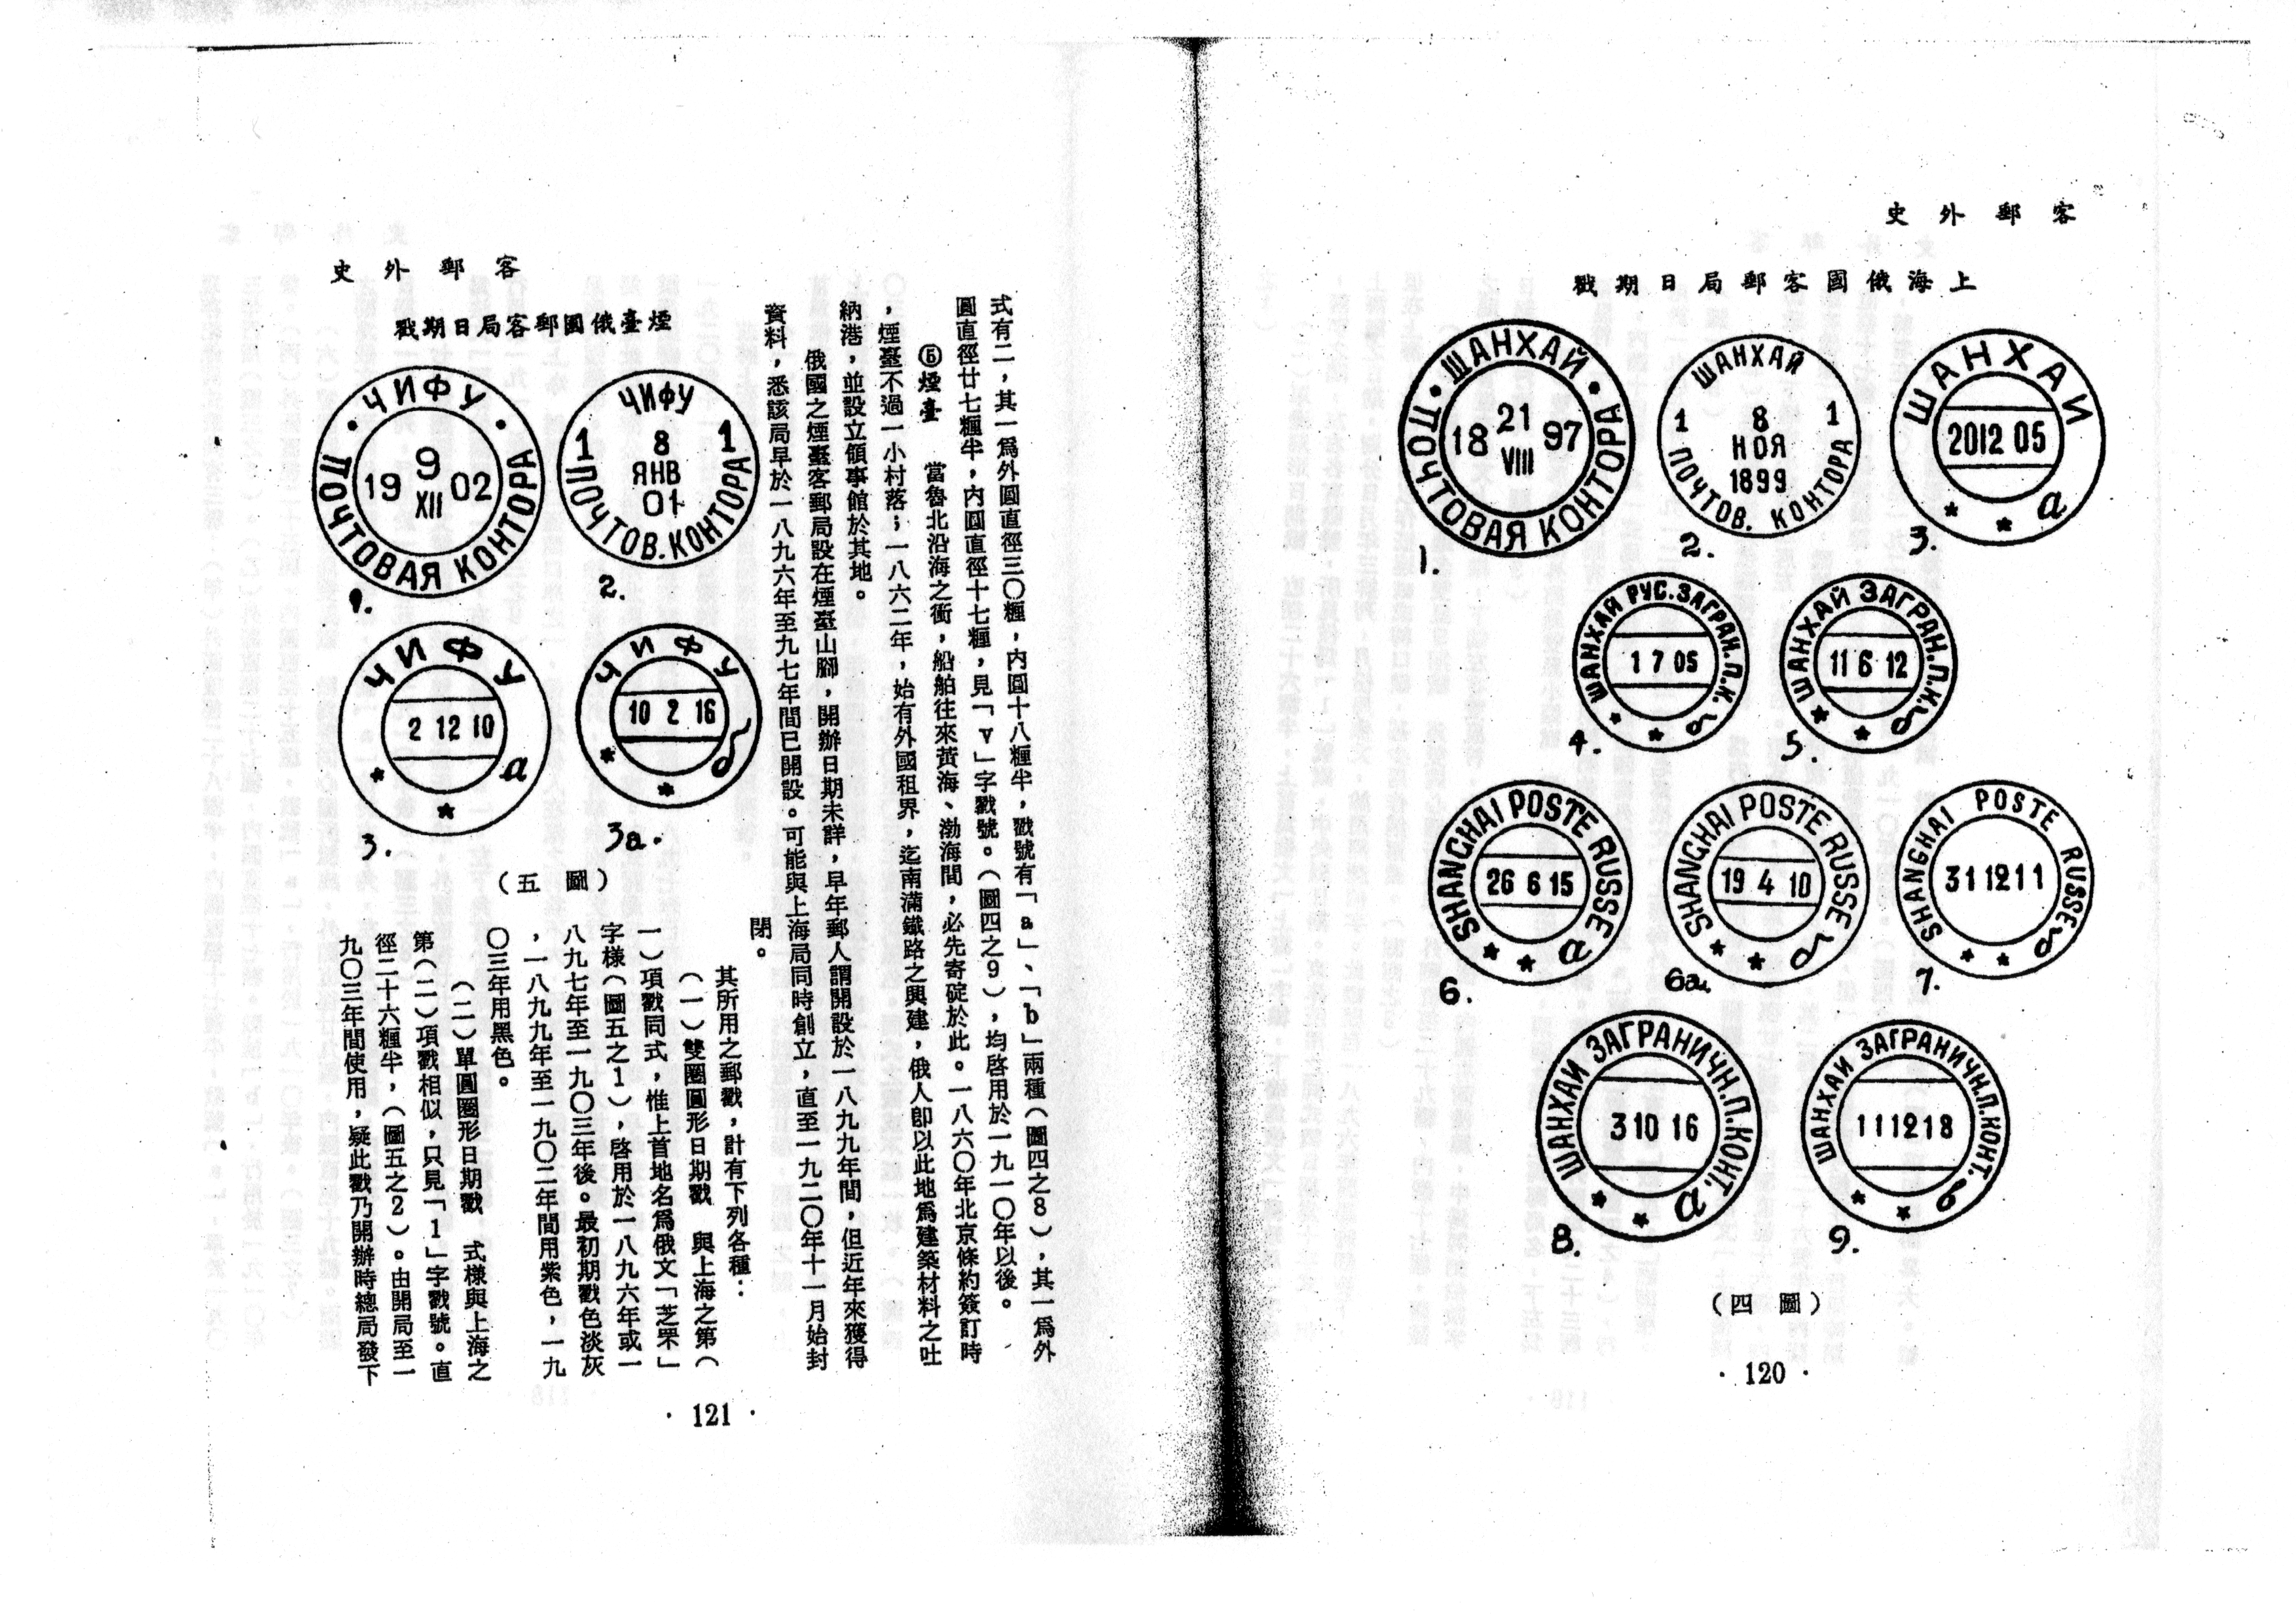 客郵外史
上海俄國客郵局日期戳
ШАНХАЙ
21
18 97
VIII
ПОЧТОВАЯ КОНТОРА
1.
ШАНХАЙ
1 8 1
НОЯ
1899
ПОЧТОВ. КОНТОРА
2.
ШАНХАИ
2012 05
* * a
3.
ШАНХАЙ РУС.ЗАГРАН.П.К.
1 7 05
4.
ШАНХАЙ ЗАГРАН.П.К.
11 6 12
5.
SHANGHAI POSTE RUSSE
26 6 15
* * a
6.
SHANGHAI POSTE RUSSE
19 4 10
6a.
SHANGHAI POSTE RUSSE
311211
7.
ШАНХАИ ЗАГРАНИЧН.П.КОНТ.
3 10 16
* * a
8.
ШАНХАИ ЗАГРАНИЧН.П.КОНТ.
111218
9.
(圖四)
· 120 ·
客郵外史
式有二，其一爲外圓直徑三〇糎，內圓十八糎半，戳號有「a」、「b」兩種（圖四之8），其一爲外
圓直徑廿七糎半，內圓直徑十七糎，見「v」字戳號。（圖四之9），均啓用於一九一〇年以後。
⑤煙臺　當魯北沿海之衝，船舶往來黃海、渤海間，必先寄碇於此。一八六〇年北京條約簽訂時
，煙臺不過一小村落；一八六二年，始有外國租界，迄南滿鐵路之興建，俄人卽以此地爲建築材料之吐
納港，並設立領事館於其地。
俄國之煙臺客郵局設在煙臺山腳，開辦日期未詳，早年郵人謂開設於一八九九年間，但近年來獲得
資料，悉該局早於一八九六年至九七年間已開設。可能與上海局同時創立，直至一九二〇年十一月始封
閉。
煙臺俄國郵客局日期戳
ЧИФУ
9
19 02
XII
ПОЧТОВАЯ КОНТОРА
1.
ЧИФУ
1 8 1
ЯНВ
01
ПОЧТОВ.КОНТОРА
2.
ЧИФУ
2 12 10
* * a
3.
ЧИФУ
10 2 16
* * б
3a.
(圖五)
其所用之郵戳，計有下列各種：
（一）雙圈圓形日期戳　與上海之第（
一）項戳同式，惟上首地名爲俄文「芝罘」
字樣（圖五之1），啓用於一八九六年或一
八九七年至一九〇三年後。最初期戳色淡灰
，一八九九年至一九〇二年間用紫色，一九
〇三年用黑色。
（二）單圓圈形日期戳　式樣與上海之
第（二）項戳相似，只見「1」字戳號。直
徑二十六糎半，（圖五之2）。由開局至一
九〇三年間使用，疑此戳乃開辦時總局發下
· 121 ·